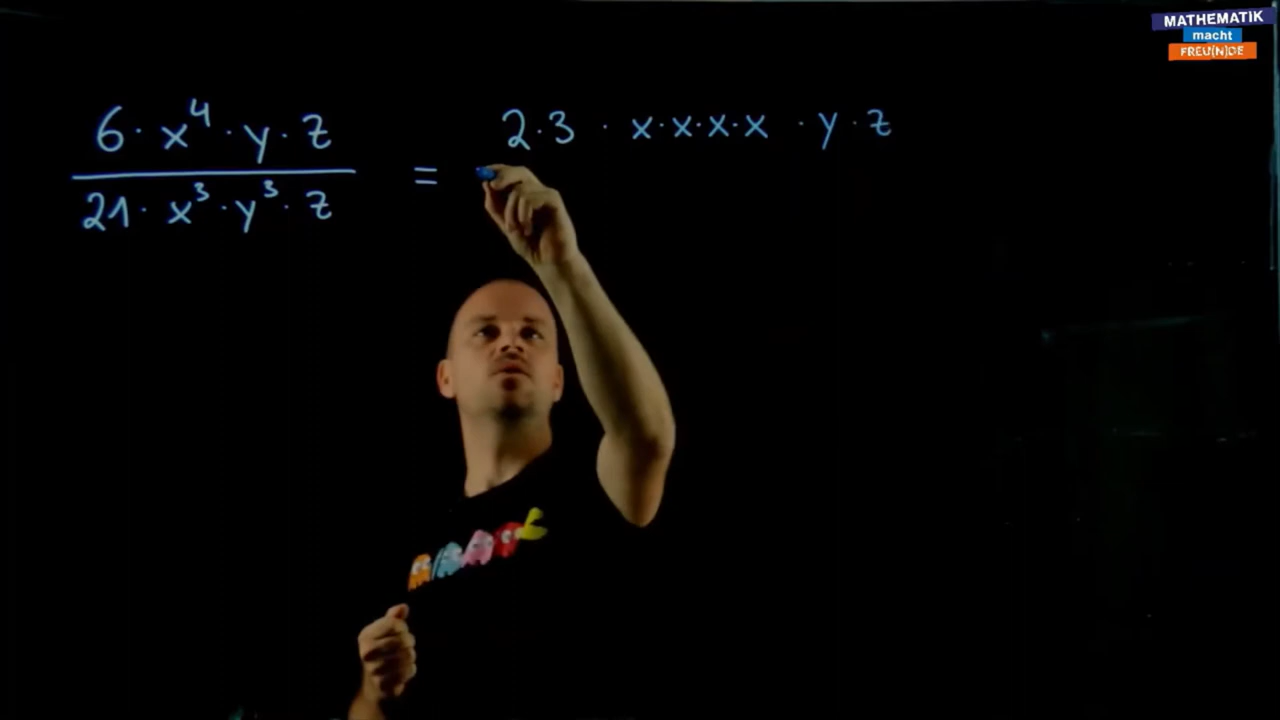 MATHEMATIK
macht
FREU(N)DE
6 · x⁴ · y · z
21 · x³ · y³ · z
=
2 · 3 · x · x · x · x · y · z